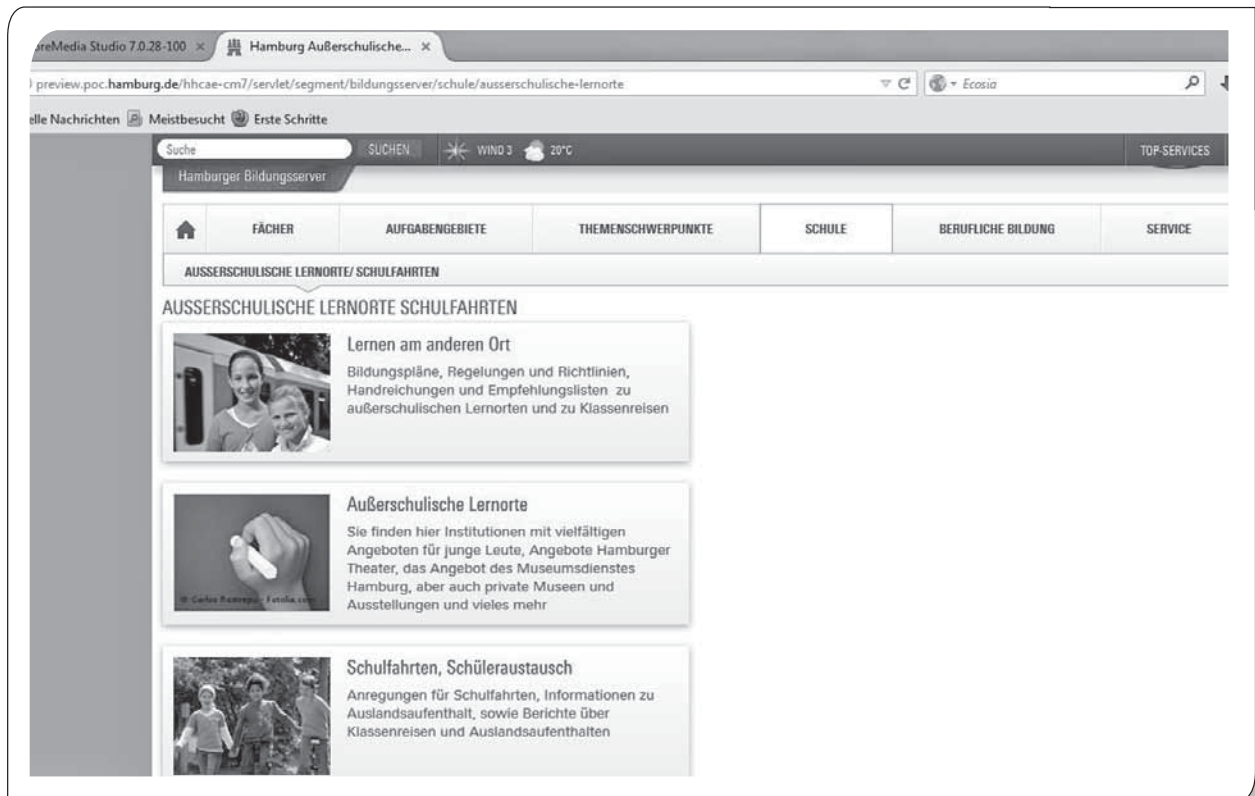 oreMedia Studio 7.0.28-100 ×
Hamburg Außerschulische... ×
preview.poc.hamburg.de/hhcae-cm7/servlet/segment/bildungsserver/schule/ausserschulische-lernorte
Ecosia
elle Nachrichten Meistbesucht Erste Schritte
Suche SUCHEN WIND 3 20°C TOP-SERVICES
Hamburger Bildungsserver
FÄCHER AUFGABENGEBIETE THEMENSCHWERPUNKTE SCHULE BERUFLICHE BILDUNG SERVICE
AUSSERSCHULISCHE LERNORTE/ SCHULFAHRTEN
AUSSERSCHULISCHE LERNORTE SCHULFAHRTEN
Lernen am anderen Ort
Bildungspläne, Regelungen und Richtlinien,
Handreichungen und Empfehlungslisten zu
außerschulischen Lernorten und zu Klassenreisen
Außerschulische Lernorte
Sie finden hier Institutionen mit vielfältigen
Angeboten für junge Leute, Angebote Hamburger
Theater, das Angebot des Museumsdienstes
Hamburg, aber auch private Museen und
Ausstellungen und vieles mehr
© Carlos - Fotolia.com
Schulfahrten, Schüleraustausch
Anregungen für Schulfahrten, Informationen zu
Auslandsaufenthalt, sowie Berichte über
Klassenreisen und Auslandsaufenthalten